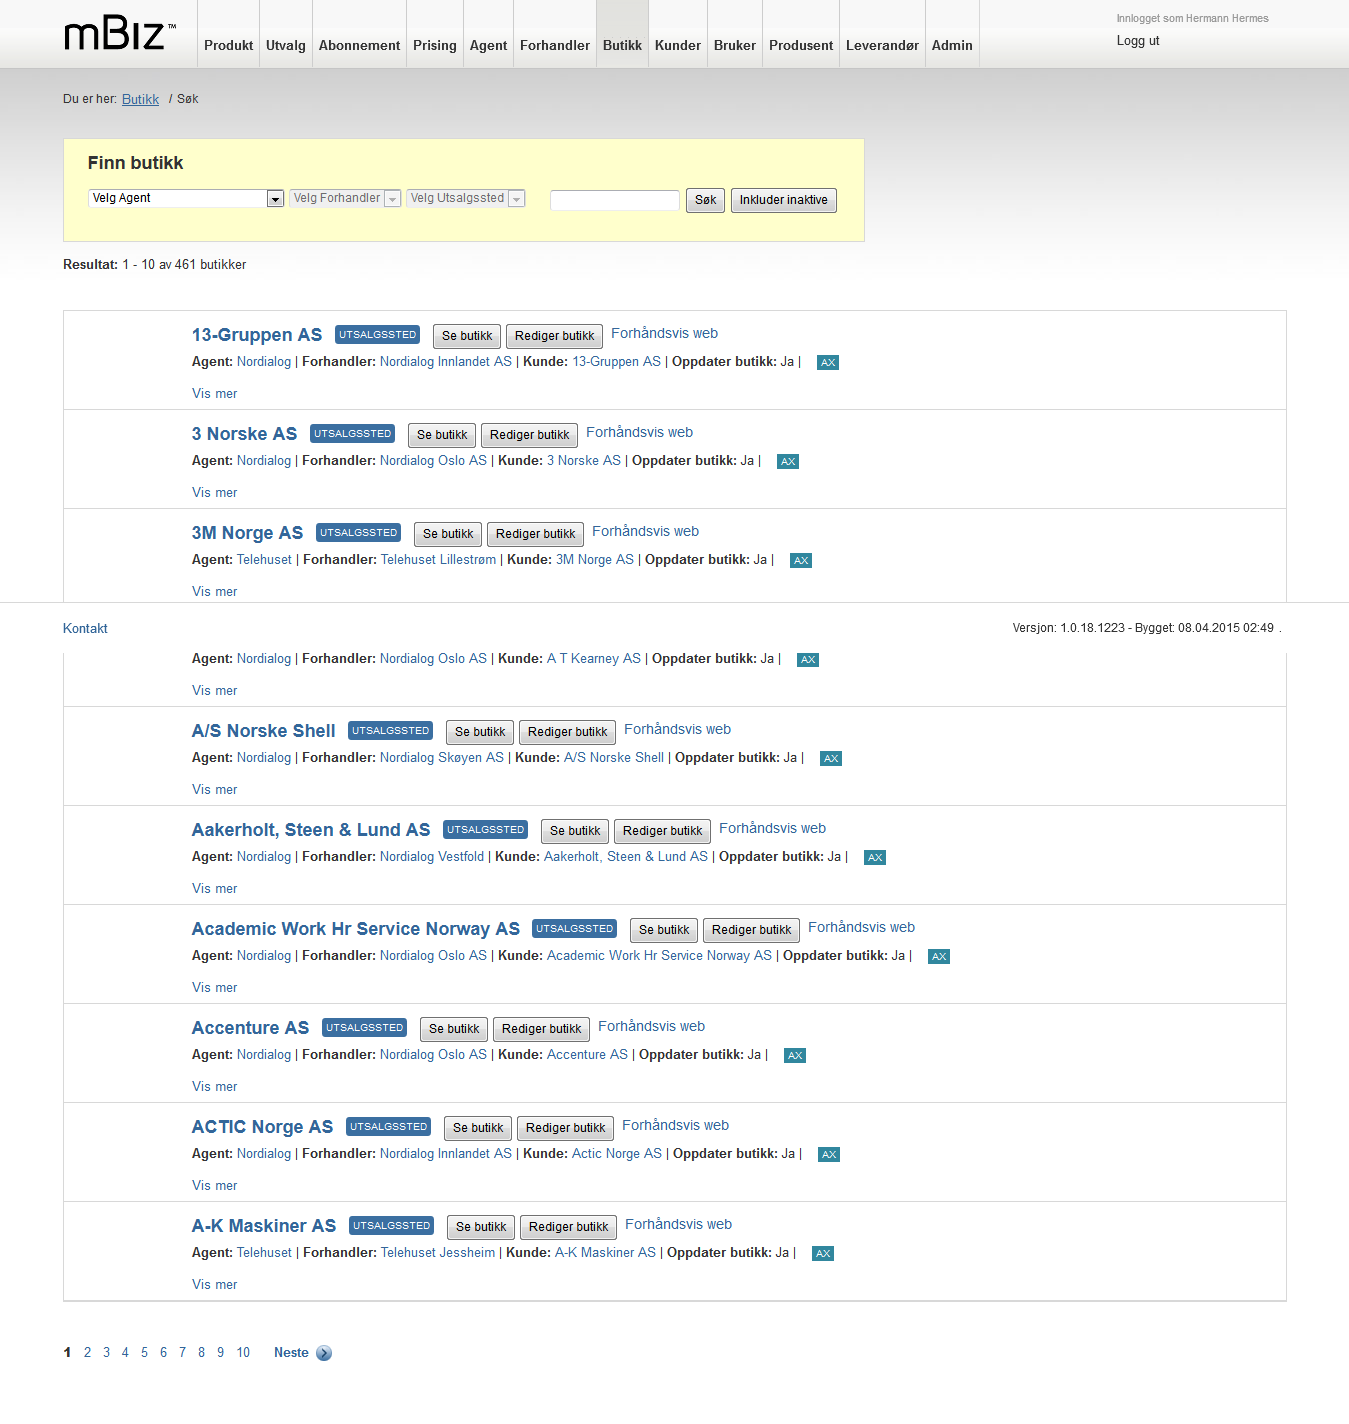 mBiz™
Produkt Utvalg Abonnement Prising Agent Forhandler Butikk Kunder Bruker Produsent Leverandør Admin
Innlogget som Hermann Hermes
Logg ut
Du er her: Butikk / Søk
Finn butikk
Velg Agent Velg Forhandler Velg Utsalgssted Søk Inkluder inaktive
Resultat: 1 - 10 av 461 butikker
13-Gruppen AS UTSALGSSTED Se butikk Rediger butikk Forhåndsvis web
Agent: Nordialog | Forhandler: Nordialog Innlandet AS | Kunde: 13-Gruppen AS | Oppdater butikk: Ja | AX
Vis mer
3 Norske AS UTSALGSSTED Se butikk Rediger butikk Forhåndsvis web
Agent: Nordialog | Forhandler: Nordialog Oslo AS | Kunde: 3 Norske AS | Oppdater butikk: Ja | AX
Vis mer
3M Norge AS UTSALGSSTED Se butikk Rediger butikk Forhåndsvis web
Agent: Telehuset | Forhandler: Telehuset Lillestrøm | Kunde: 3M Norge AS | Oppdater butikk: Ja | AX
Vis mer
Kontakt Versjon: 1.0.18.1223 - Bygget: 08.04.2015 02:49 .
Agent: Nordialog | Forhandler: Nordialog Oslo AS | Kunde: A T Kearney AS | Oppdater butikk: Ja | AX
Vis mer
A/S Norske Shell UTSALGSSTED Se butikk Rediger butikk Forhåndsvis web
Agent: Nordialog | Forhandler: Nordialog Skøyen AS | Kunde: A/S Norske Shell | Oppdater butikk: Ja | AX
Vis mer
Aakerholt, Steen & Lund AS UTSALGSSTED Se butikk Rediger butikk Forhåndsvis web
Agent: Nordialog | Forhandler: Nordialog Vestfold | Kunde: Aakerholt, Steen & Lund AS | Oppdater butikk: Ja | AX
Vis mer
Academic Work Hr Service Norway AS UTSALGSSTED Se butikk Rediger butikk Forhåndsvis web
Agent: Nordialog | Forhandler: Nordialog Oslo AS | Kunde: Academic Work Hr Service Norway AS | Oppdater butikk: Ja | AX
Vis mer
Accenture AS UTSALGSSTED Se butikk Rediger butikk Forhåndsvis web
Agent: Nordialog | Forhandler: Nordialog Oslo AS | Kunde: Accenture AS | Oppdater butikk: Ja | AX
Vis mer
ACTIC Norge AS UTSALGSSTED Se butikk Rediger butikk Forhåndsvis web
Agent: Nordialog | Forhandler: Nordialog Innlandet AS | Kunde: Actic Norge AS | Oppdater butikk: Ja | AX
Vis mer
A-K Maskiner AS UTSALGSSTED Se butikk Rediger butikk Forhåndsvis web
Agent: Telehuset | Forhandler: Telehuset Jessheim | Kunde: A-K Maskiner AS | Oppdater butikk: Ja | AX
Vis mer
1 2 3 4 5 6 7 8 9 10 Neste